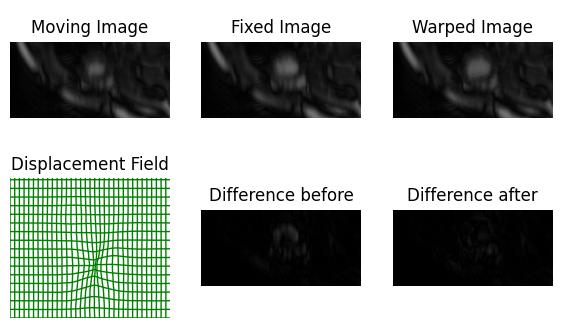 Moving Image
Fixed Image
Warped Image
Displacement Field
Difference before
Difference after